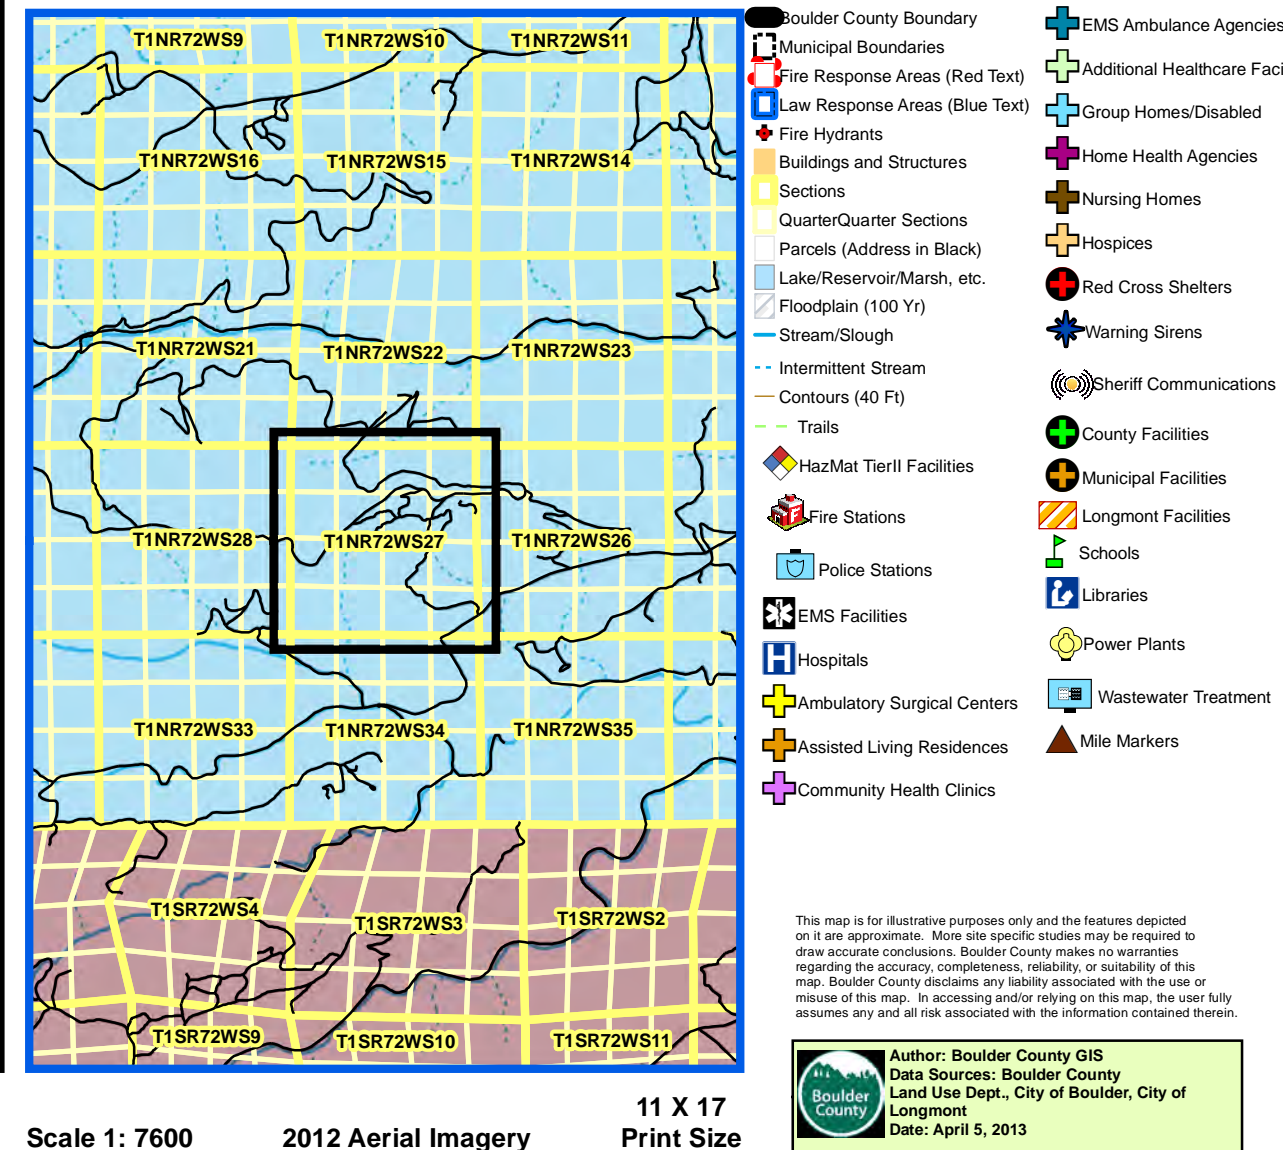 T1NR72WS9
T1NR72WS10
T1NR72WS11
T1NR72WS16
T1NR72WS15
T1NR72WS14
T1NR72WS21
T1NR72WS22
T1NR72WS23
T1NR72WS28
T1NR72WS27
T1NR72WS26
T1NR72WS33
T1NR72WS34
T1NR72WS35
T1SR72WS4
T1SR72WS3
T1SR72WS2
T1SR72WS9
T1SR72WS10
T1SR72WS11
Scale 1: 7600
2012 Aerial Imagery
11 X 17
Print Size
Boulder County Boundary
Municipal Boundaries
Fire Response Areas (Red Text)
Law Response Areas (Blue Text)
Fire Hydrants
Buildings and Structures
Sections
QuarterQuarter Sections
Parcels (Address in Black)
Lake/Reservoir/Marsh, etc.
Floodplain (100 Yr)
Stream/Slough
Intermittent Stream
Contours (40 Ft)
Trails
HazMat TierII Facilities
F
Fire Stations
Police Stations
EMS Facilities
H
Hospitals
Ambulatory Surgical Centers
Assisted Living Residences
Community Health Clinics
EMS Ambulance Agencies
Additional Healthcare Faci
Group Homes/Disabled
Home Health Agencies
Nursing Homes
Hospices
Red Cross Shelters
Warning Sirens
Sheriff Communications
County Facilities
Municipal Facilities
Longmont Facilities
Schools
Libraries
Power Plants
Wastewater Treatment
Mile Markers
This map is for illustrative purposes only and the features depicted
on it are approximate. More site specific studies may be required to
draw accurate conclusions. Boulder County makes no warranties
regarding the accuracy, completeness, reliability, or suitability of this
map. Boulder County disclaims any liability associated with the use or
misuse of this map. In accessing and/or relying on this map, the user fully
assumes any and all risk associated with the information contained therein.
Boulder
County
Author: Boulder County GIS
Data Sources: Boulder County
Land Use Dept., City of Boulder, City of
Longmont
Date: April 5, 2013